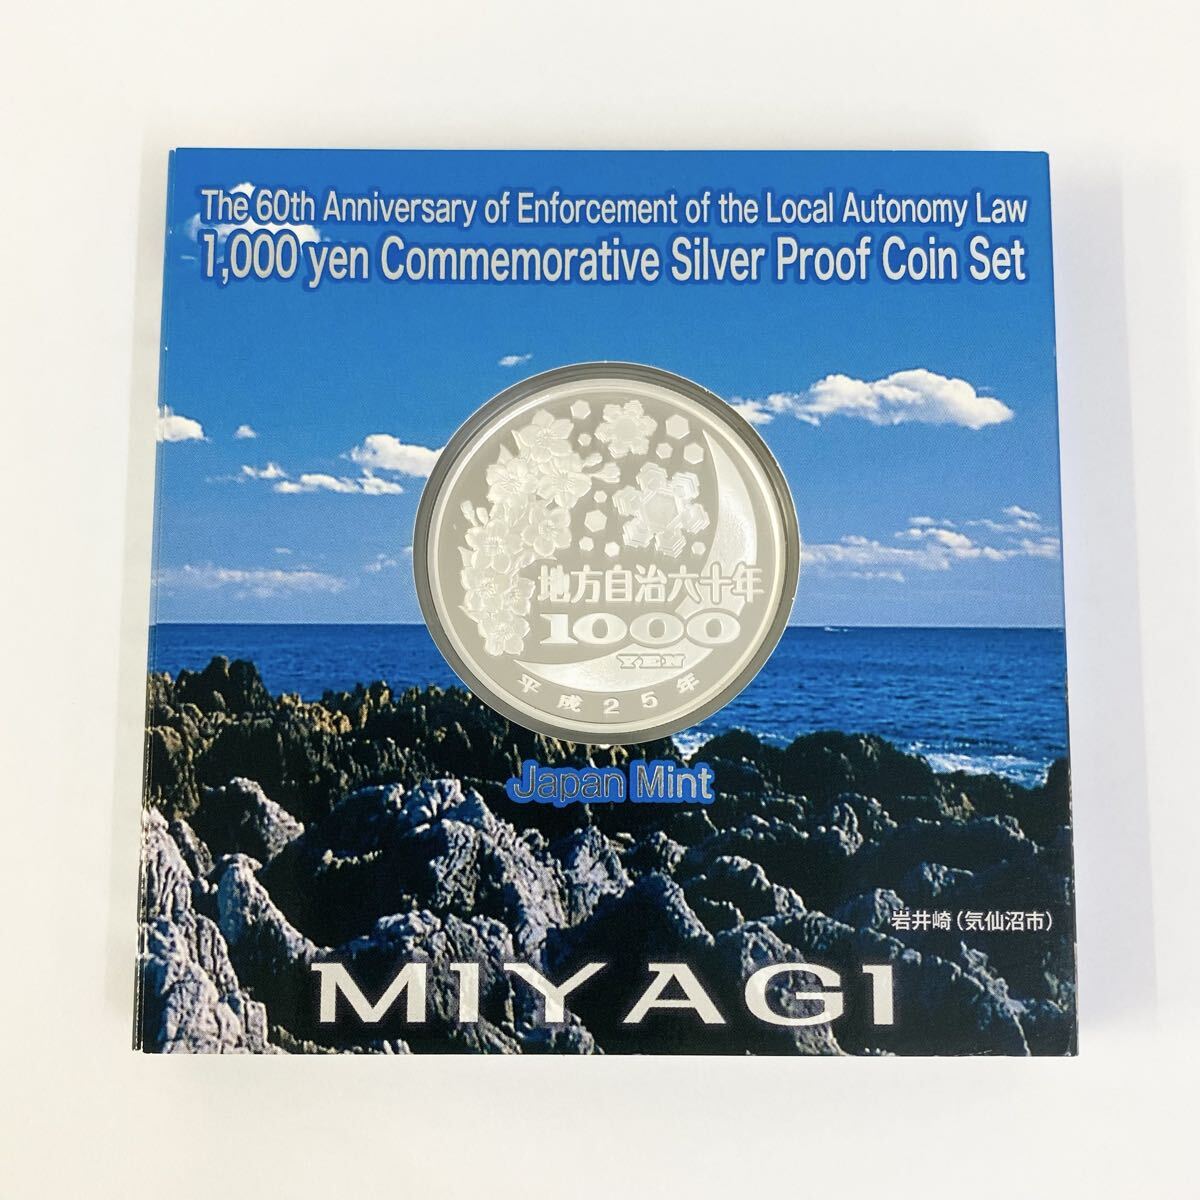 The 60th Anniversary of Enforcement of the Local Autonomy Law
1,000 yen Commemorative Silver Proof Coin Set
地方自治六十年
1000
YEN
平成25年
Japan Mint
岩井崎(気仙沼市)
MIYAGI